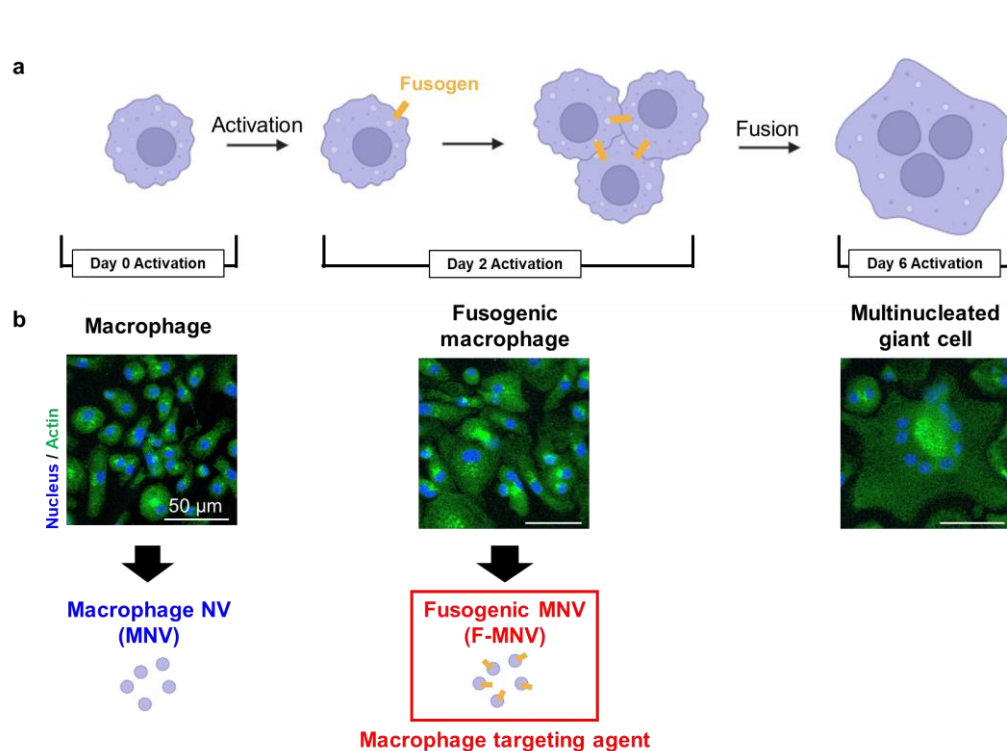 a
Fusogen
Activation
Fusion
Day 0 Activation
Day 2 Activation
Day 6 Activation
b
Macrophage
Fusogenic
macrophage
Multinucleated
giant cell
Nucleus / Actin
50 µm
Macrophage NV
(MNV)
Fusogenic MNV
(F-MNV)
Macrophage targeting agent